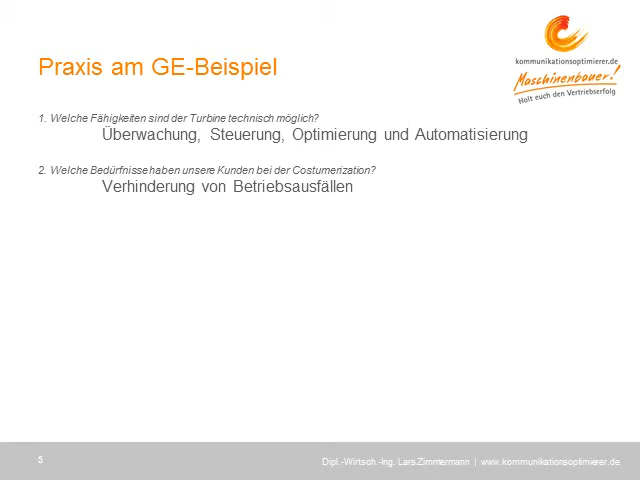 kommunikationsoptimierer.de
Praxis am GE-Beispiel
Maschinenbauer!
Holt euch den Vertriebserfolg
1. Welche Fähigkeiten sind der Turbine technisch möglich?
Überwachung, Steuerung, Optimierung und Automatisierung
2. Welche Bedürfnisse haben unsere Kunden bei der Costumerization?
Verhinderung von Betriebsausfällen
5
Dipl.-Wirtsch.-Ing. Lars Zimmermann | www.kommunikationsoptimierer.de